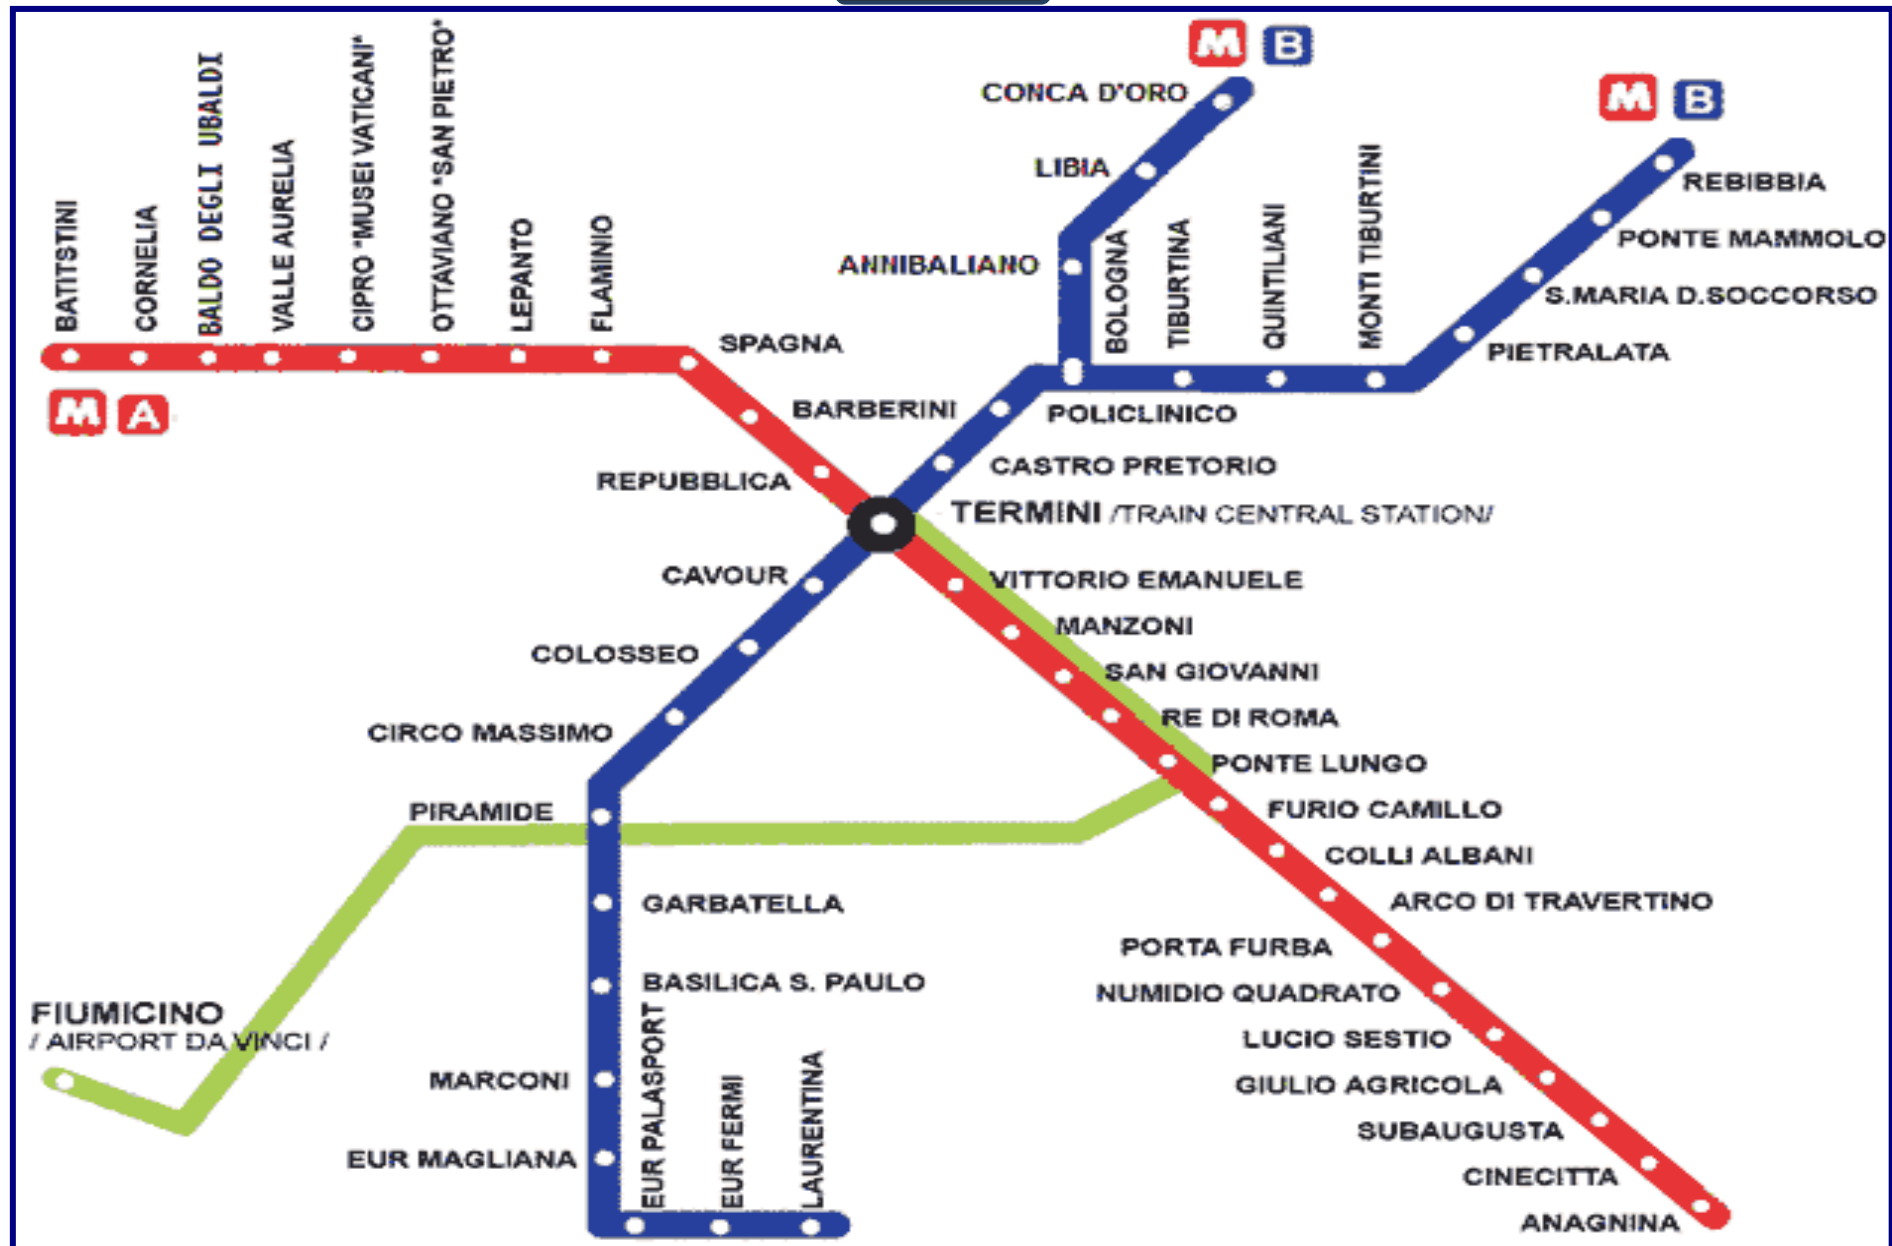 M B
CONCA D'ORO
LIBIA
ANNIBALIANO
M B
REBIBBIA
PONTE MAMMOLO
S.MARIA D.SOCCORSO
PIETRALATA
MONTI TIBURTINI
QUINTILIANI
TIBURTINA
BOLOGNA
POLICLINICO
CASTRO PRETORIO
BATTSTINI
CORNELIA
BALDO DEGLI UBALDI
VALLE AURELIA
CIPRO "MUSEI VATICANI"
OTTAVIANO "SAN PIETRO"
LEPANTO
FLAMINIO
M A
SPAGNA
BARBERINI
REPUBBLICA
TERMINI /TRAIN CENTRAL STATION/
VITTORIO EMANUELE
MANZONI
SAN GIOVANNI
RE DI ROMA
PONTE LUNGO
FURIO CAMILLO
COLLI ALBANI
ARCO DI TRAVERTINO
PORTA FURBA
NUMIDIO QUADRATO
LUCIO SESTIO
GIULIO AGRICOLA
SUBAUGUSTA
CINECITTA
ANAGNINA
CAVOUR
COLOSSEO
CIRCO MASSIMO
PIRAMIDE
GARBATELLA
BASILICA S. PAULO
MARCONI
EUR MAGLIANA
EUR PALASPORT
EUR FERMI
LAURENTINA
FIUMICINO
/ AIRPORT DA VINCI /